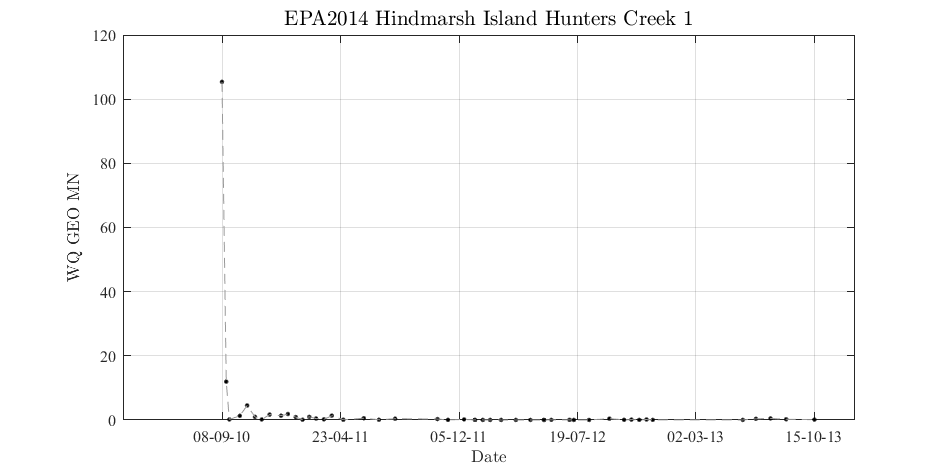 EPA2014 Hindmarsh Island Hunters Creek 1
120
100
80
60
40
20
0
WQ GEO MN
08-09-10 23-04-11 05-12-11 19-07-12 02-03-13 15-10-13
Date